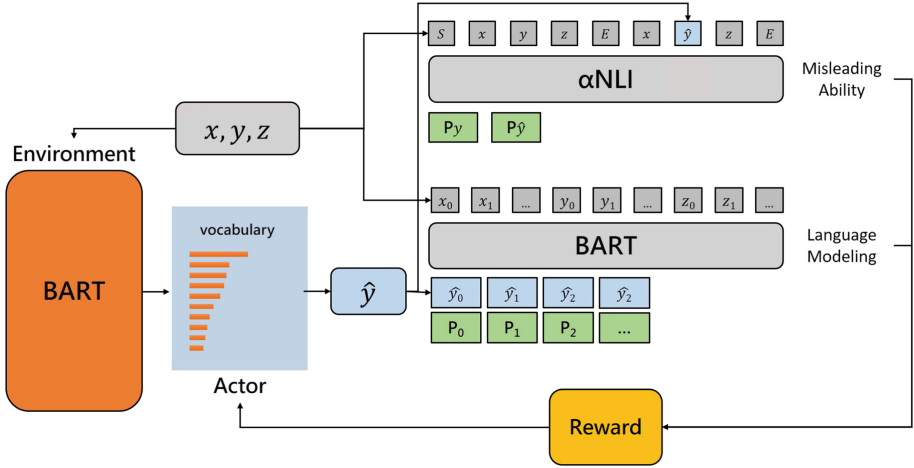 S x y z E x ŷ z E
αNLI
Misleading
Ability
Py Pŷ
x, y, z
Environment
x₀ x₁ ... y₀ y₁ ... z₀ z₁ ...
BART
Language
Modeling
vocabulary
BART
ŷ
ŷ₀ ŷ₁ ŷ₂ ŷ₂
P₀ P₁ P₂ ...
Actor
Reward